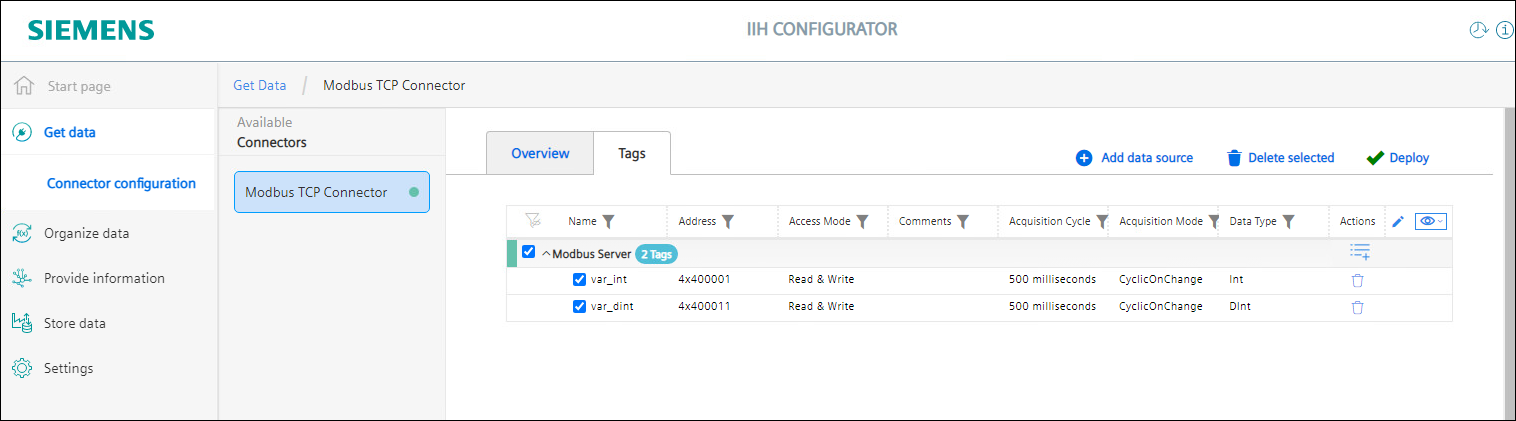 SIEMENS
IIH CONFIGURATOR
Start page
Get Data / Modbus TCP Connector
Get data
Connector configuration
Organize data
Provide information
Store data
Settings
Available
Connectors
Modbus TCP Connector
Overview Tags
Add data source Delete selected Deploy
Name Address Access Mode Comments Acquisition Cycle Acquisition Mode Data Type Actions
Modbus Server 2 Tags
var_int 4x400001 Read & Write 500 milliseconds CyclicOnChange Int
var_dint 4x400011 Read & Write 500 milliseconds CyclicOnChange DInt